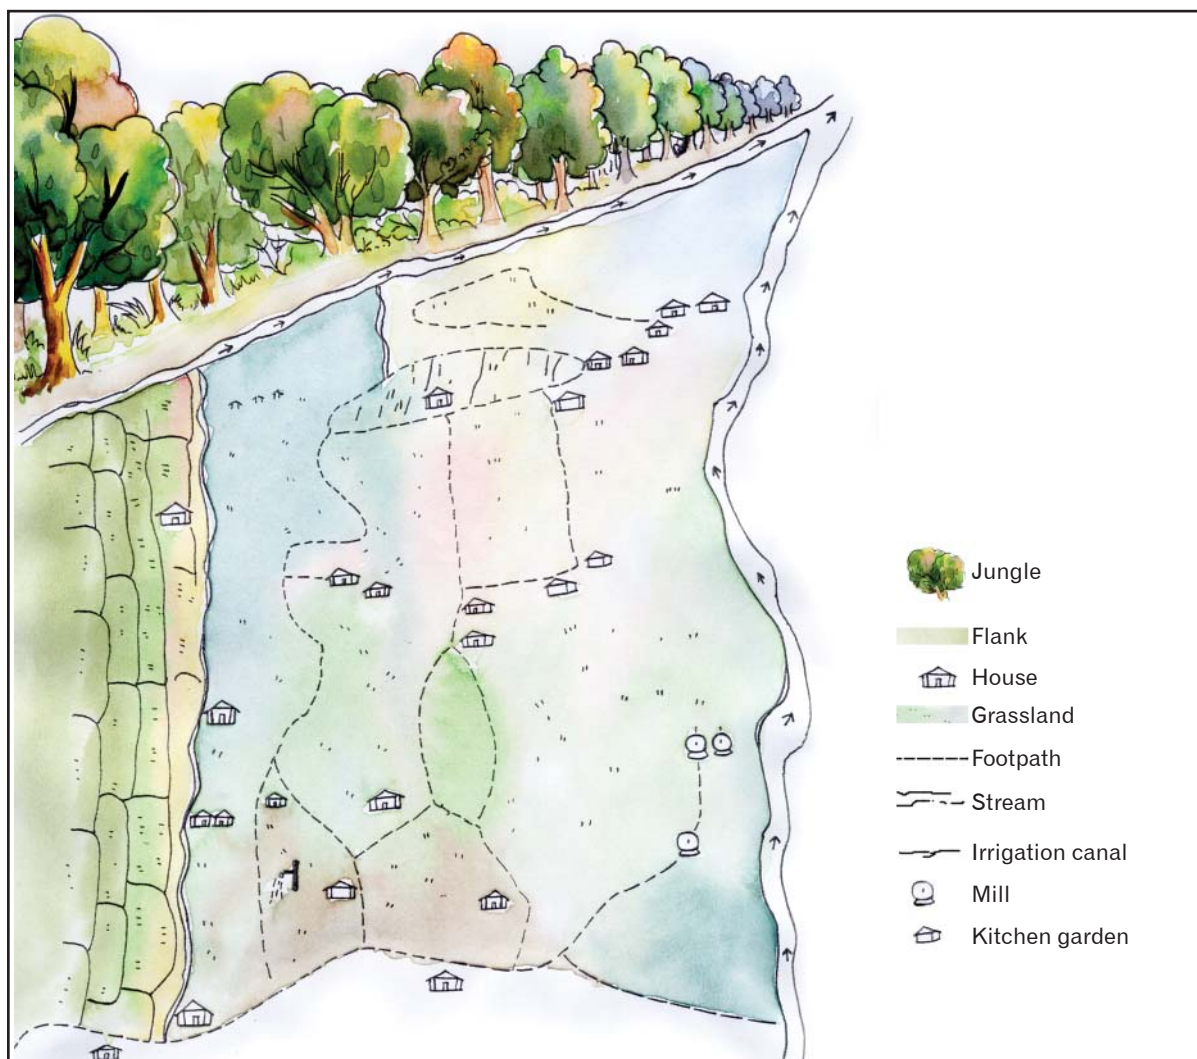 Jungle
Flank
House
Grassland
Footpath
Stream
Irrigation canal
Mill
Kitchen garden